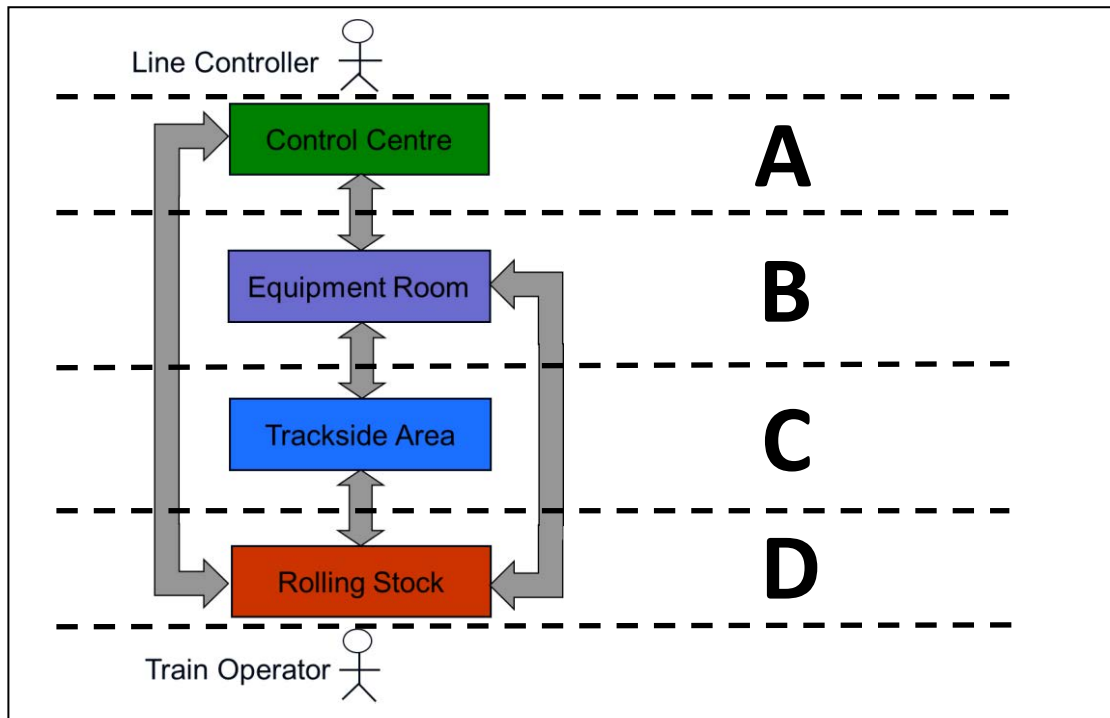 Line Controller
Control Centre
A
Equipment Room
B
Trackside Area
C
Rolling Stock
D
Train Operator